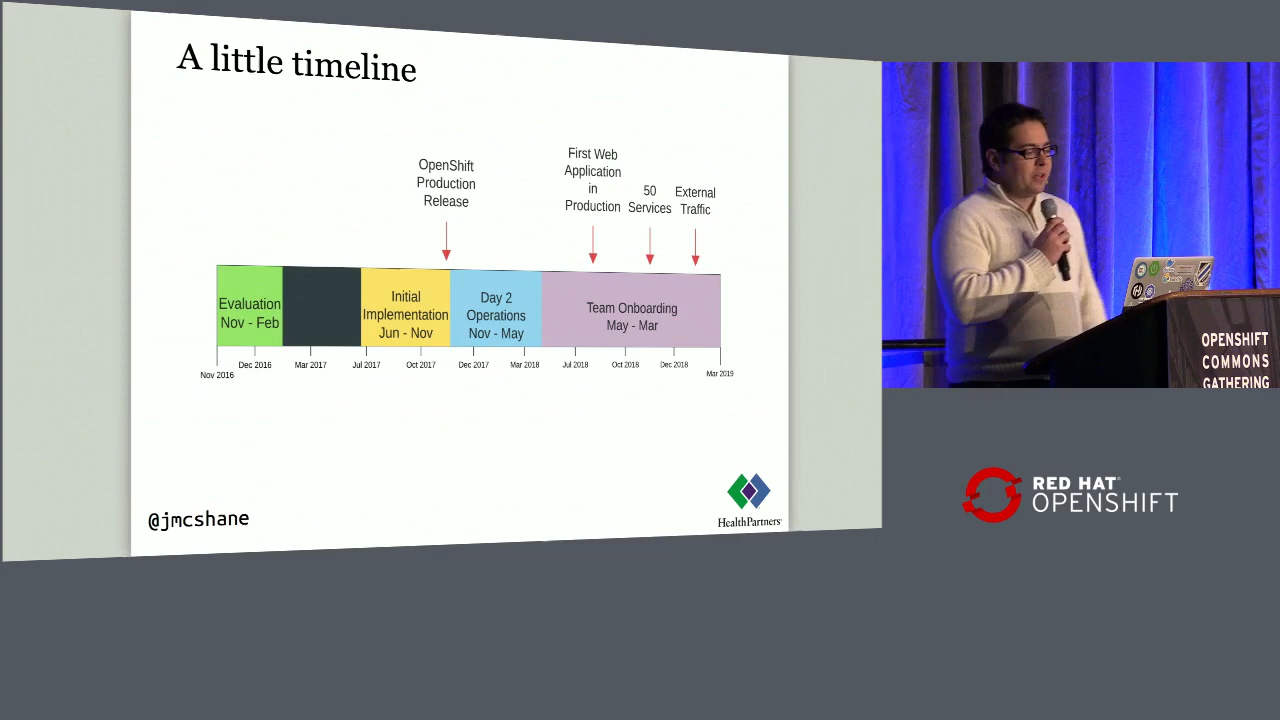 A little timeline
OpenShift
Production
Release
First Web
Application
in
Production
50
Services
External
Traffic
Evaluation
Nov - Feb
Initial
Implementation
Jun - Nov
Day 2
Operations
Nov - May
Team Onboarding
May - Mar
Nov 2016
Dec 2016
Mar 2017
Jul 2017
Oct 2017
Dec 2017
Mar 2018
Jul 2018
Oct 2018
Dec 2018
Mar 2019
@jmcshane
HealthPartners
OPENSHIFT
COMMONS
GATHERING
RED HAT
OPENSHIFT